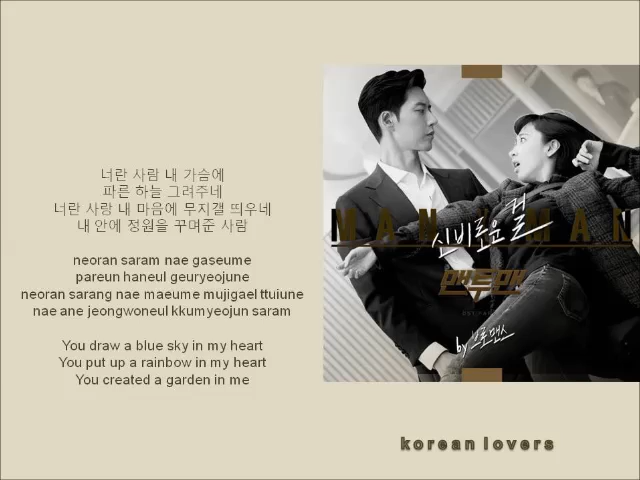 너란 사람 내 가슴에
파른 하늘 그려주네
너란 사랑 내 마음에 무지갤 띄우네
내 안에 정원을 꾸며준 사람
neoran saram nae gaseume
pareun haneul geuryeojune
neoran sarang nae maeume mujigael ttuiune
nae ane jeongwoneul kkumyeojun saram
You draw a blue sky in my heart
You put up a rainbow in my heart
You created a garden in me
MAN MAN
신비로운 걸
맨투맨
by 브로맨스
korean lovers